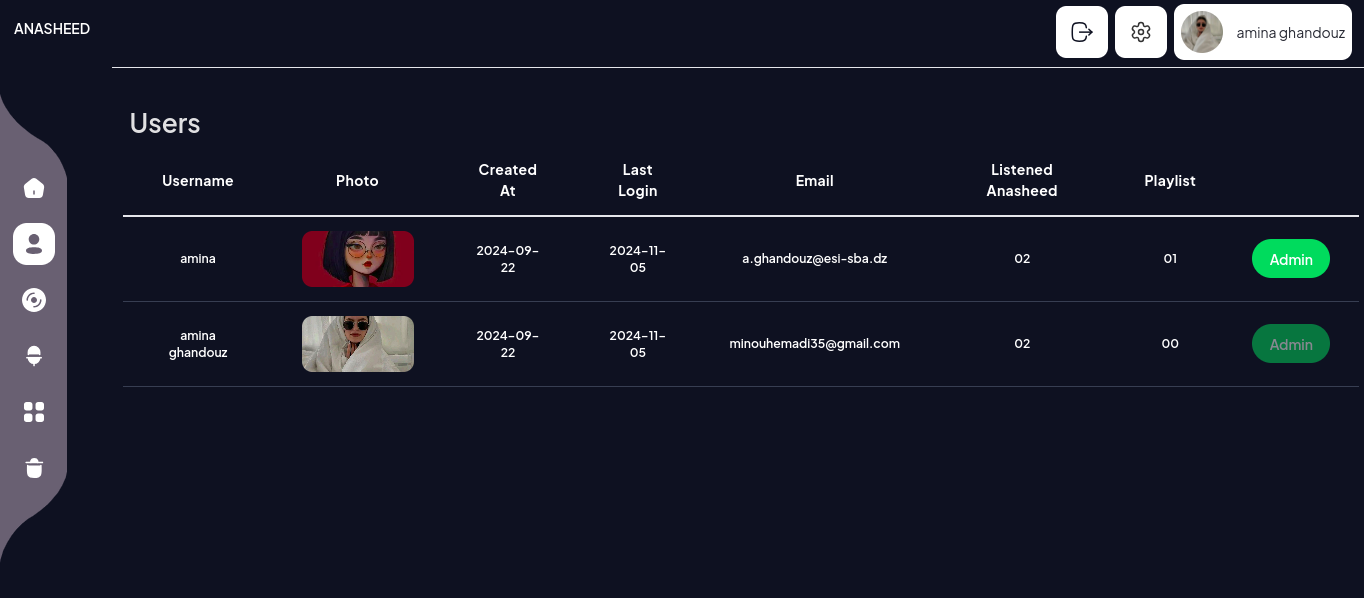 ANASHEED
amina ghandouz
Users
Username
Photo
Created
At
Last
Login
Email
Listened
Anasheed
Playlist
amina
2024-09-
22
2024-11-
05
a.ghandouz@esi-sba.dz
02
01
Admin
amina
ghandouz
2024-09-
22
2024-11-
05
minouhemadi35@gmail.com
02
00
Admin